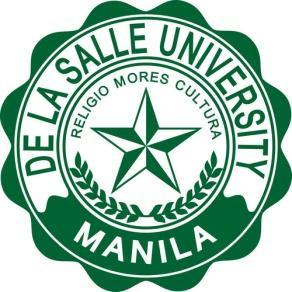 DE LA SALLE UNIVERSITY
RELIGIO MORES CULTURA
MANILA